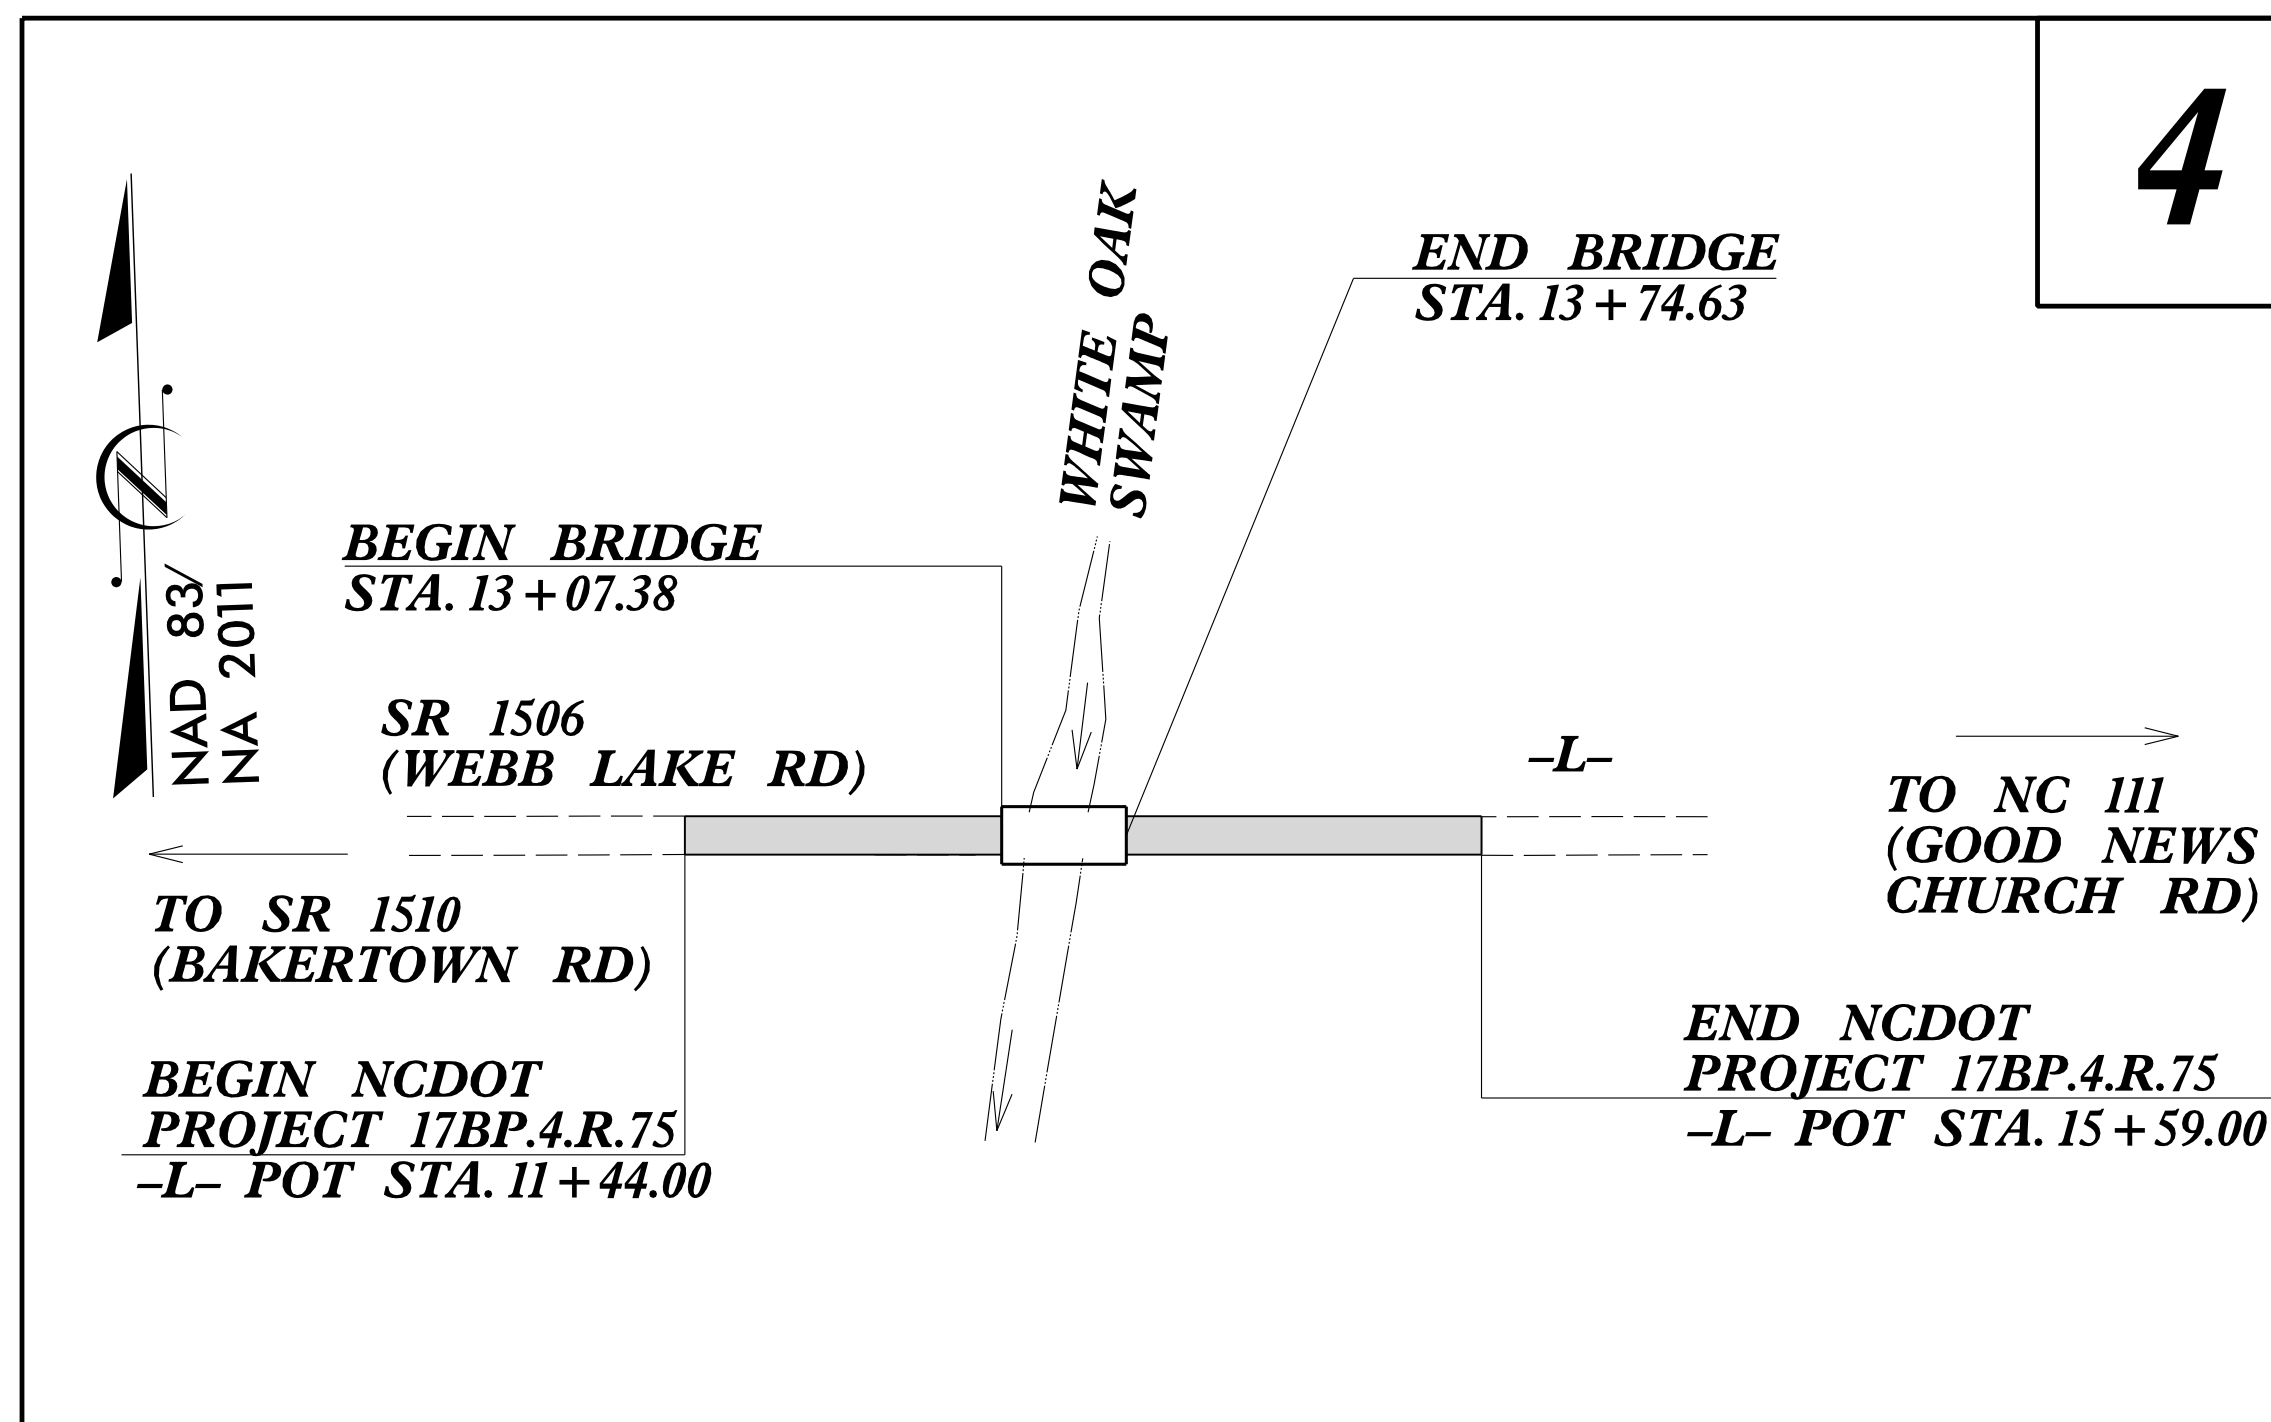 4
WHITE OAK
SWAMP
END BRIDGE
STA. 13+74.63
N
NAD 83/
NA 2011
BEGIN BRIDGE
STA. 13+07.38
SR 1506
(WEBB LAKE RD)
-L-
TO NC 111
(GOOD NEWS
CHURCH RD)
TO SR 1510
(BAKERTOWN RD)
BEGIN NCDOT
PROJECT 17BP.4.R.75
-L- POT STA. 11+44.00
END NCDOT
PROJECT 17BP.4.R.75
-L- POT STA. 15+59.00